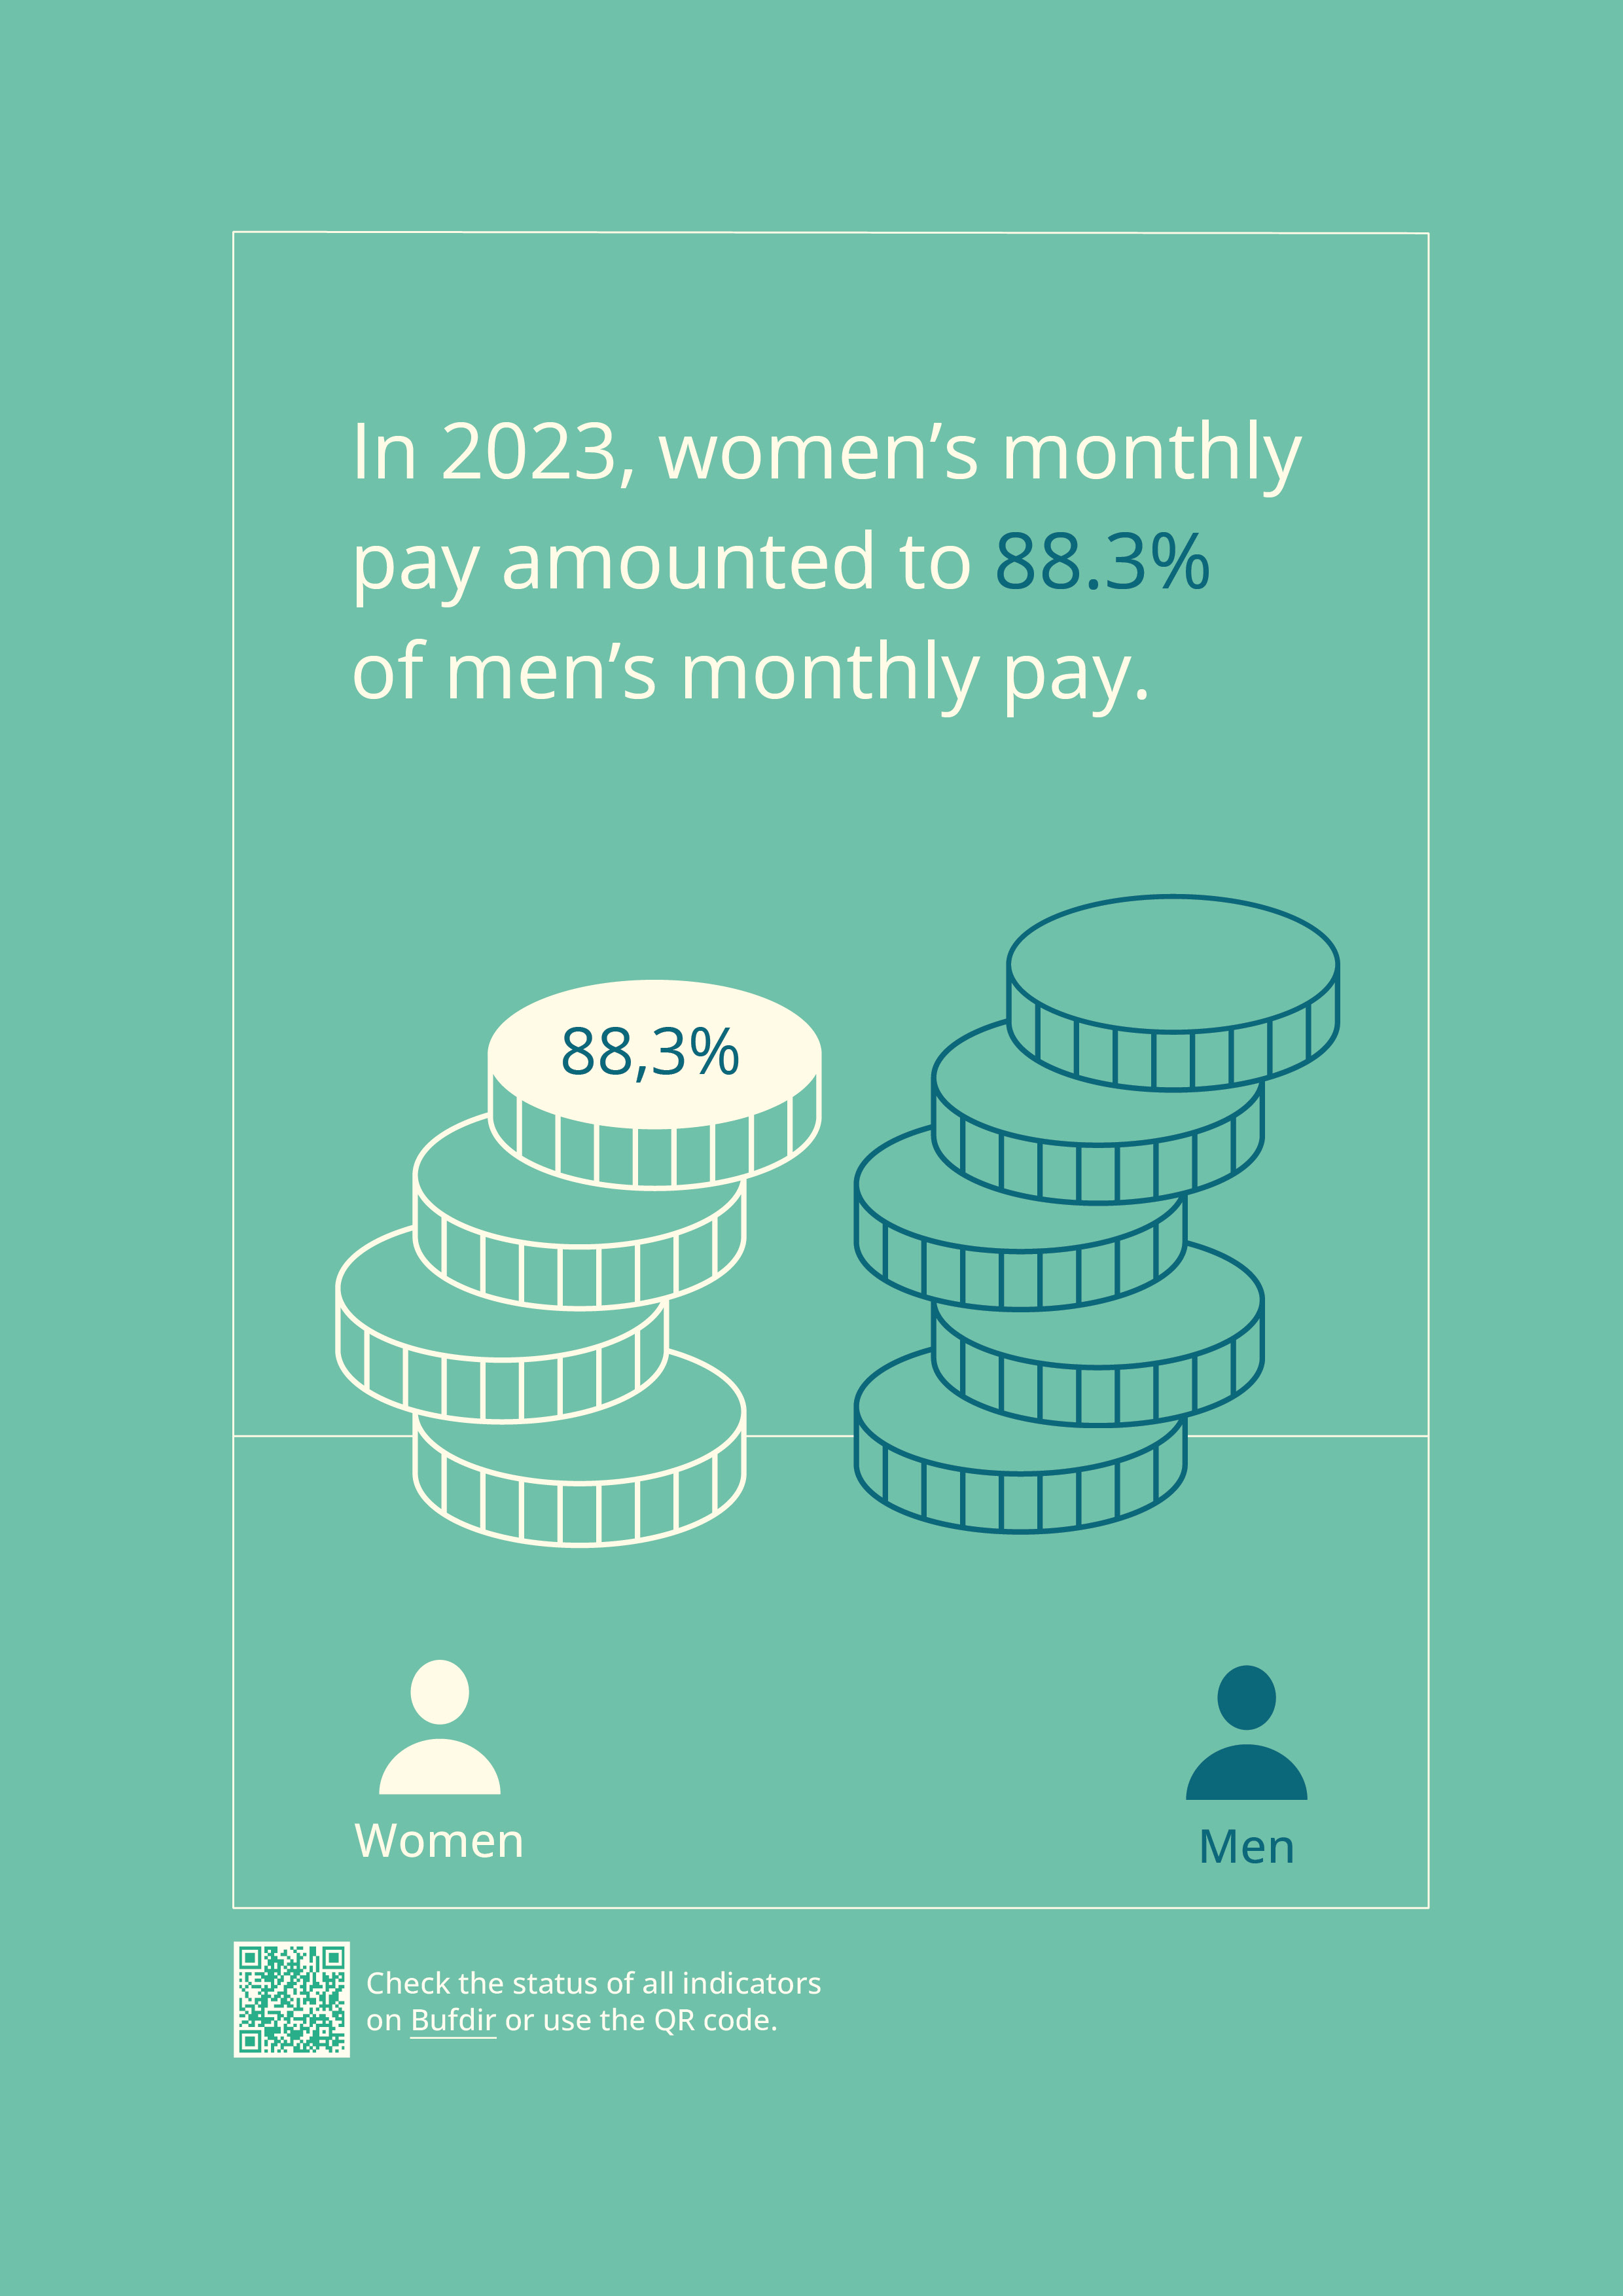 In 2023, women’s monthly
pay amounted to 88.3%
of men’s monthly pay.
88,3%
Women
Men
Check the status of all indicators
on Bufdir or use the QR code.